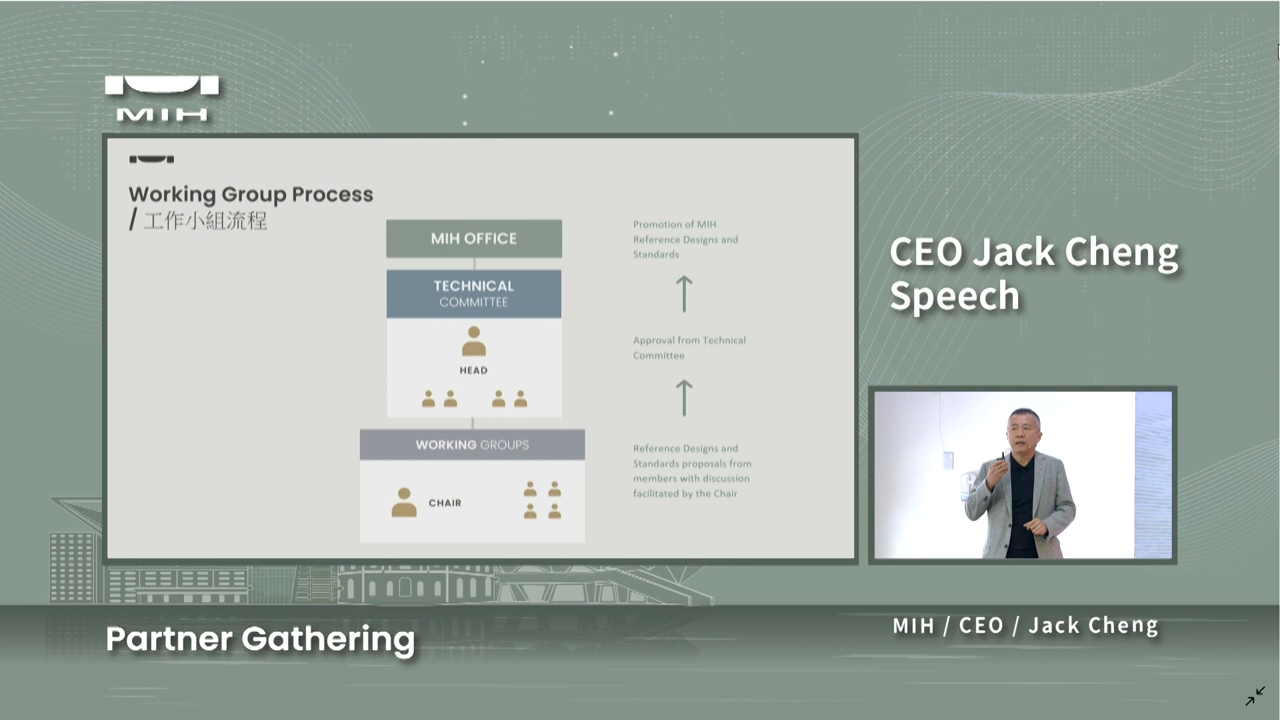 MIH
Working Group Process
/ 工作小組流程
MIH OFFICE
TECHNICAL
COMMITTEE
HEAD
WORKING GROUPS
CHAIR
Promotion of MIH
Reference Designs and
Standards
Approval from Technical
Committee
Reference Designs and
Standards proposals from
members with discussion
facilitated by the Chair
CEO Jack Cheng
Speech
Partner Gathering
MIH / CEO / Jack Cheng